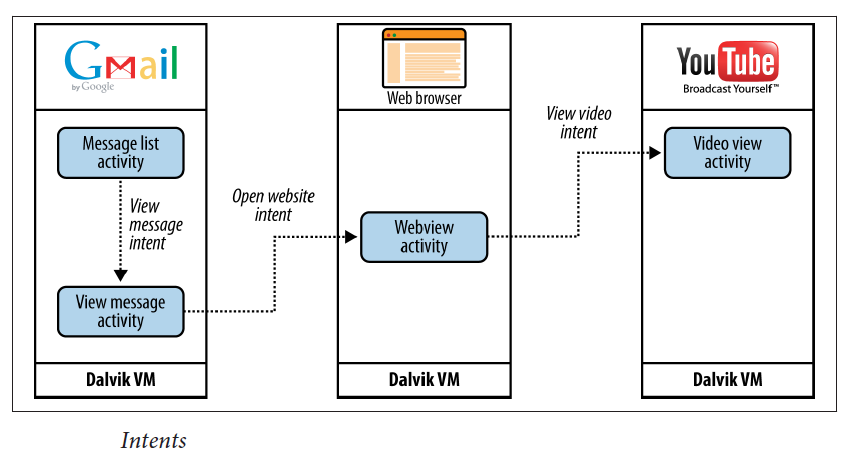 Gmail
by Google
Message list
activity
View
message
intent
View message
activity
Dalvik VM
Open website
intent
Web browser
Webview
activity
Dalvik VM
View video
intent
YouTube
Broadcast Yourself™
Video view
activity
Dalvik VM
Intents